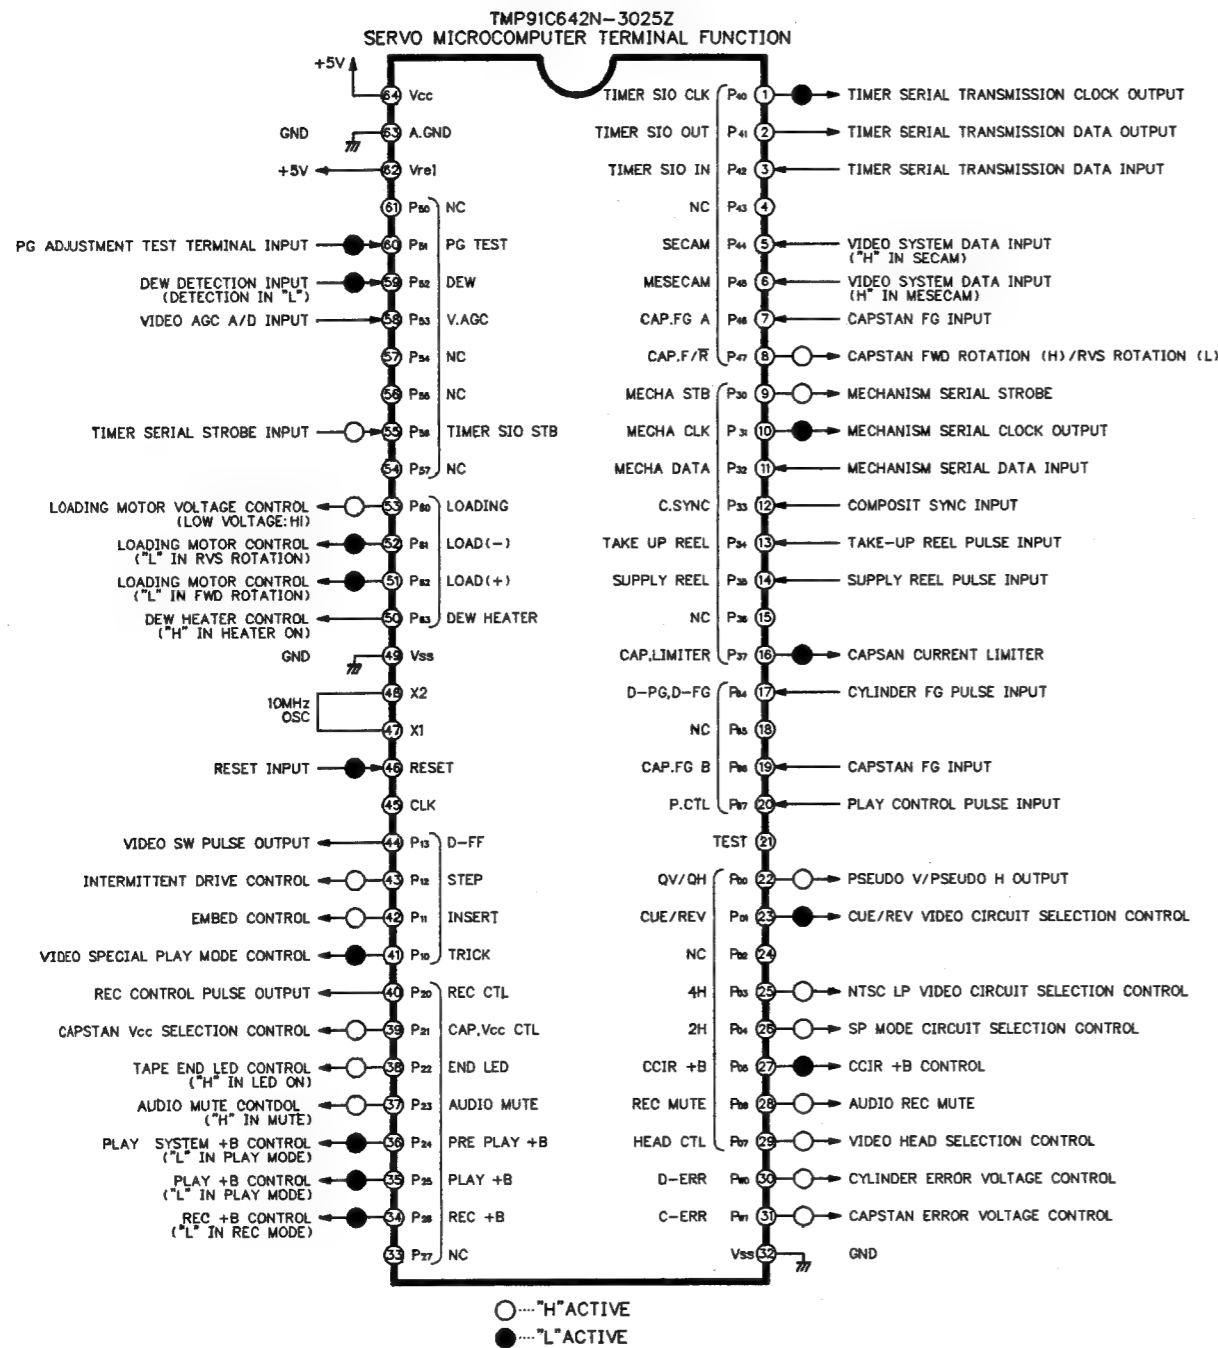 TMP91C642N-3025Z
SERVO MICROCOMPUTER TERMINAL FUNCTION
+5V 64 Vcc
GND 63 A.GND
+5V 62 Vrel
61 P50 NC
PG ADJUSTMENT TEST TERMINAL INPUT 60 P51 PG TEST
DEW DETECTION INPUT 59 P52 DEW
(DETECTION IN "L")
VIDEO AGC A/D INPUT 58 P53 V.AGC
57 P54 NC
56 P55 NC
TIMER SERIAL STROBE INPUT 55 P56 TIMER SIO STB
54 P57 NC
LOADING MOTOR VOLTAGE CONTROL 53 P60 LOADING
(LOW VOLTAGE:HI)
LOADING MOTOR CONTROL 52 P61 LOAD(-)
("L" IN RVS ROTATION)
LOADING MOTOR CONTROL 51 P62 LOAD(+)
("L" IN FWD ROTATION)
DEW HEATER CONTROL 50 P63 DEW HEATER
("H" IN HEATER ON)
GND 49 Vss
48 X2
10MHz
OSC
47 X1
RESET INPUT 46 RESET
45 CLK
VIDEO SW PULSE OUTPUT 44 P13 D-FF
INTERMITTENT DRIVE CONTROL 43 P12 STEP
EMBED CONTROL 42 P11 INSERT
VIDEO SPECIAL PLAY MODE CONTROL 41 P10 TRICK
REC CONTROL PULSE OUTPUT 40 P20 REC CTL
CAPSTAN Vcc SELECTION CONTROL 39 P21 CAP,Vcc CTL
TAPE END LED CONTROL 38 P22 END LED
("H" IN LED ON)
AUDIO MUTE CONTDOL 37 P23 AUDIO MUTE
("H" IN MUTE)
PLAY SYSTEM +B CONTROL 36 P24 PRE PLAY +B
("L" IN PLAY MODE)
PLAY +B CONTROL 35 P25 PLAY +B
("L" IN PLAY MODE)
REC +B CONTROL 34 P26 REC +B
("L" IN REC MODE)
33 P27 NC
TIMER SIO CLK P40 1 TIMER SERIAL TRANSMISSION CLOCK OUTPUT
TIMER SIO OUT P41 2 TIMER SERIAL TRANSMISSION DATA OUTPUT
TIMER SIO IN P42 3 TIMER SERIAL TRANSMISSION DATA INPUT
NC P43 4
SECAM P44 5 VIDEO SYSTEM DATA INPUT
("H" IN SECAM)
MESECAM P45 6 VIDEO SYSTEM DATA INPUT
(H" IN MESECAM)
CAP.FG A P46 7 CAPSTAN FG INPUT
CAP.F/R̅ P47 8 CAPSTAN FWD ROTATION (H)/RVS ROTATION (L)
MECHA STB P30 9 MECHANISM SERIAL STROBE
MECHA CLK P31 10 MECHANISM SERIAL CLOCK OUTPUT
MECHA DATA P32 11 MECHANISM SERIAL DATA INPUT
C.SYNC P33 12 COMPOSIT SYNC INPUT
TAKE UP REEL P34 13 TAKE-UP REEL PULSE INPUT
SUPPLY REEL P35 14 SUPPLY REEL PULSE INPUT
NC P36 15
CAP,LIMITER P37 16 CAPSAN CURRENT LIMITER
D-PG,D-FG P84 17 CYLINDER FG PULSE INPUT
NC P85 18
CAP.FG B P86 19 CAPSTAN FG INPUT
P.CTL P87 20 PLAY CONTROL PULSE INPUT
TEST 21
QV/QH P00 22 PSEUDO V/PSEUDO H OUTPUT
CUE/REV P01 23 CUE/REV VIDEO CIRCUIT SELECTION CONTROL
NC P02 24
4H P03 25 NTSC LP VIDEO CIRCUIT SELECTION CONTROL
2H P04 26 SP MODE CIRCUIT SELECTION CONTROL
CCIR +B P05 27 CCIR +B CONTROL
REC MUTE P06 28 AUDIO REC MUTE
HEAD CTL P07 29 VIDEO HEAD SELECTION CONTROL
D-ERR P90 30 CYLINDER ERROR VOLTAGE CONTROL
C-ERR P91 31 CAPSTAN ERROR VOLTAGE CONTROL
Vss 32 GND
····"H"ACTIVE
····"L"ACTIVE